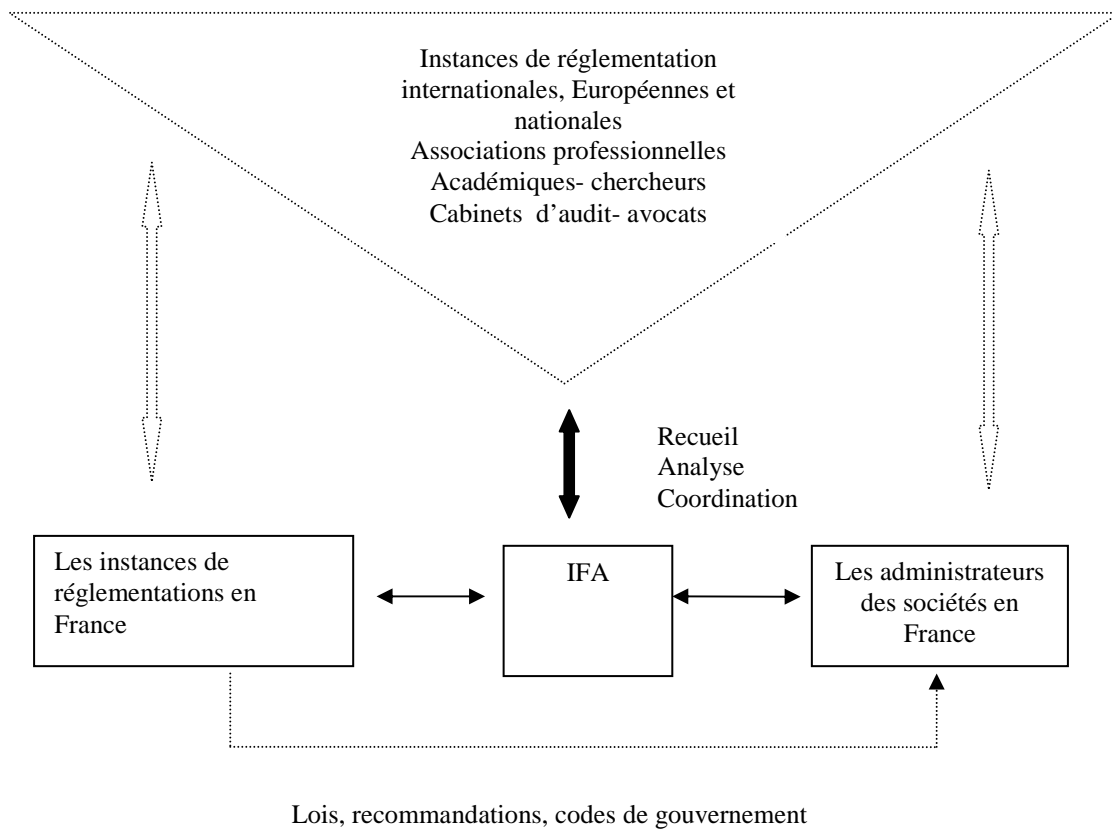 Instances de réglementation
internationales, Européennes et
nationales
Associations professionnelles
Académiques- chercheurs
Cabinets d’audit- avocats
Recueil
Analyse
Coordination
Les instances de
réglementations en
France
IFA
Les administrateurs
des sociétés en
France
Lois, recommandations, codes de gouvernement